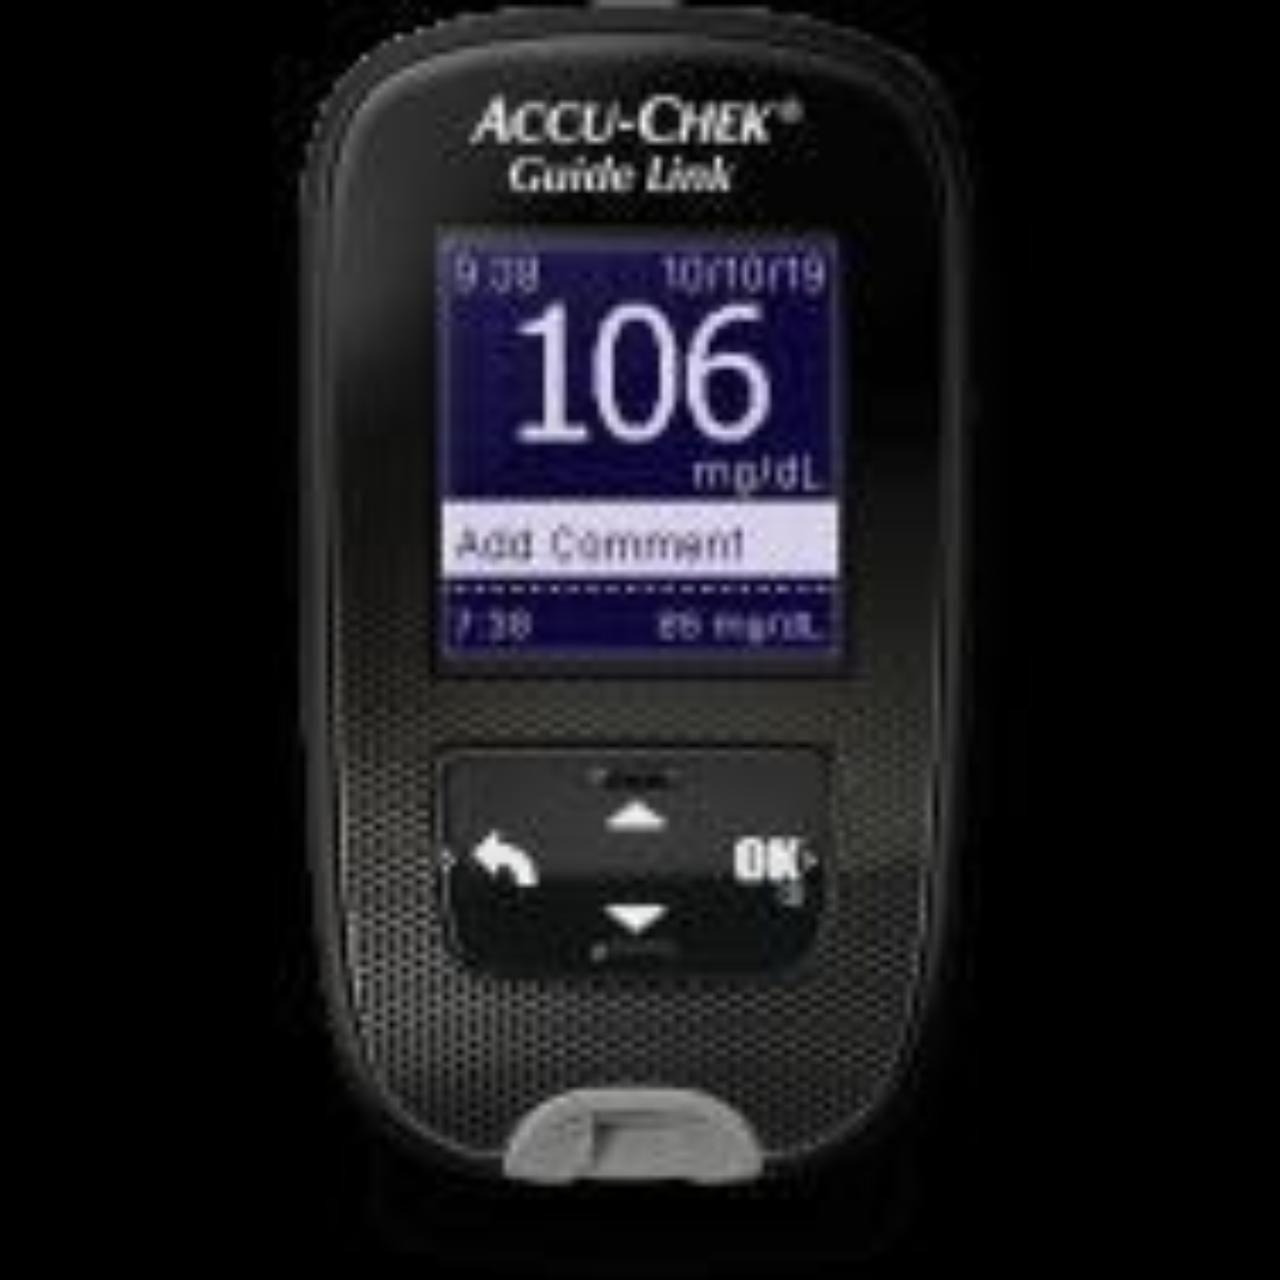 ACCU-CHEK®
Guide Link
9:38 10/10/19
106
mg/dL
Add Comment
7:38 86 mg/dL
OK